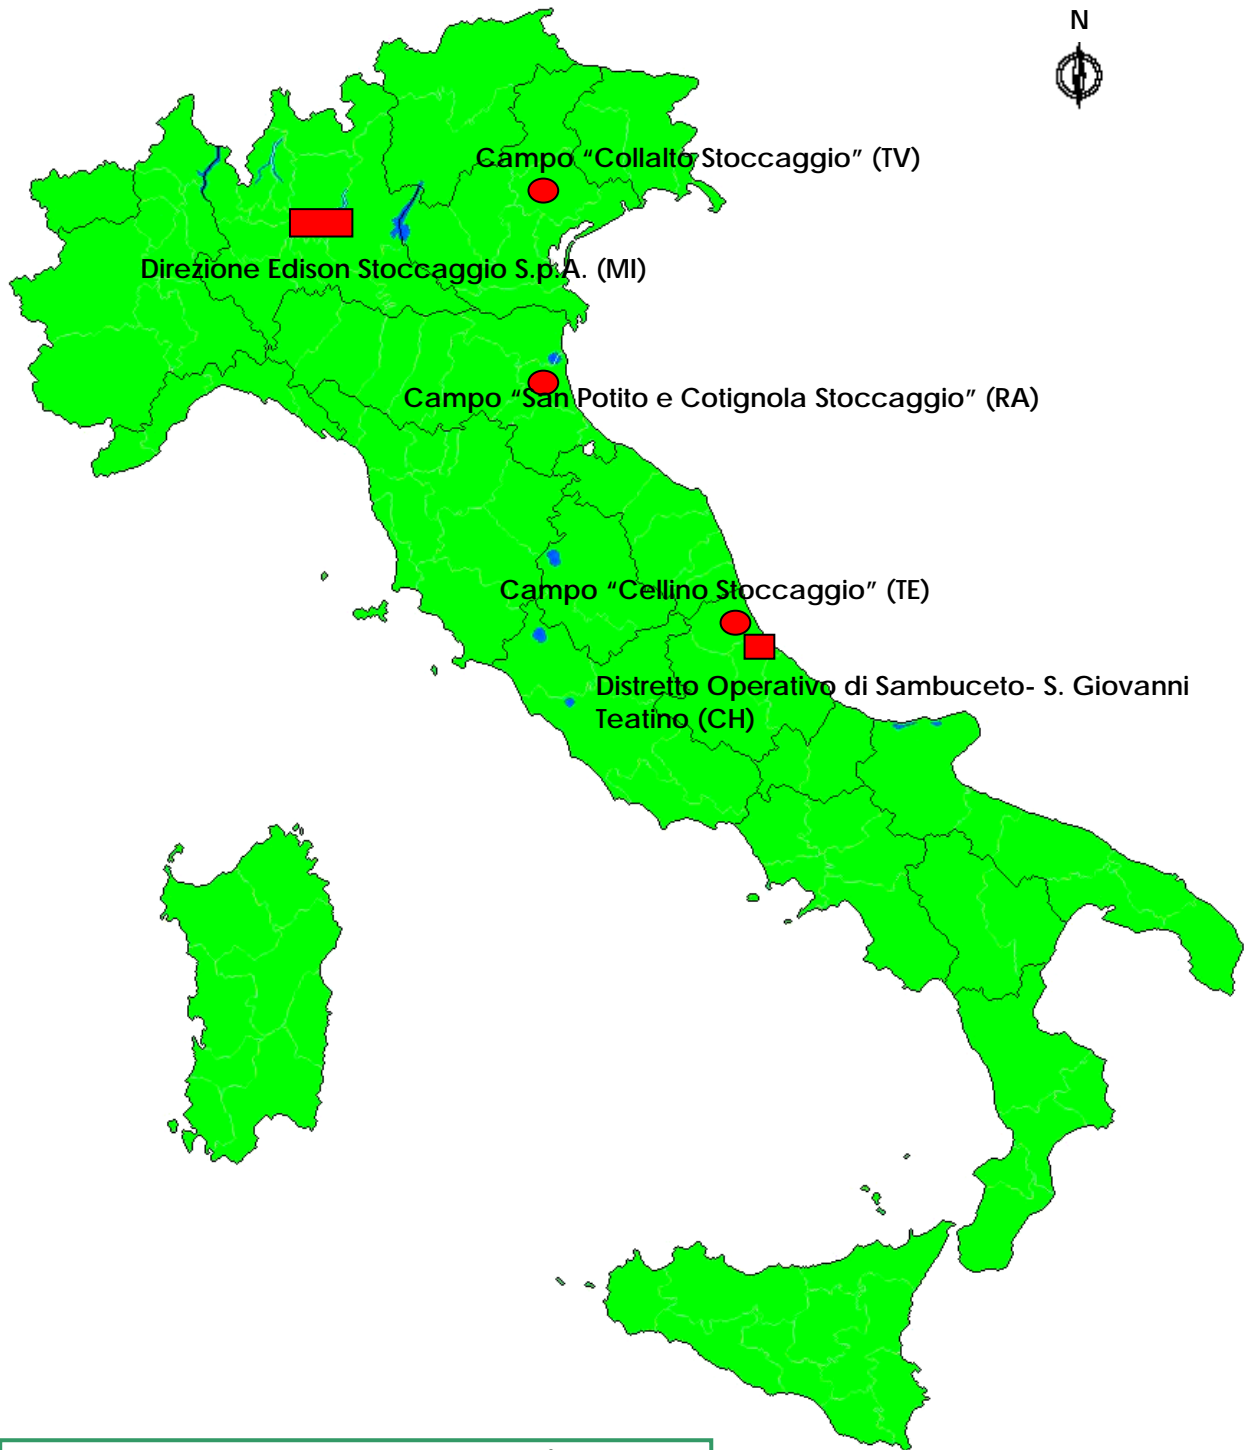 N
Campo “Collalto Stoccaggio” (TV)
Direzione Edison Stoccaggio S.p.A. (MI)
Campo “San Potito e Cotignola Stoccaggio” (RA)
Campo “Cellino Stoccaggio” (TE)
Distretto Operativo di Sambuceto- S. Giovanni
Teatino (CH)